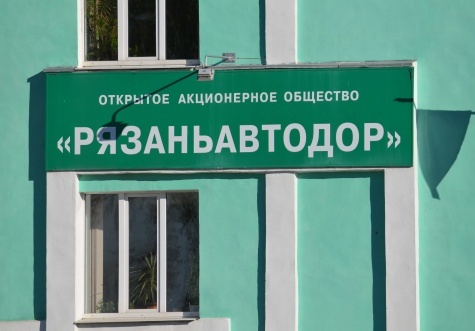 ОТКРЫТОЕ АКЦИОНЕРНОЕ ОБЩЕСТВО
«РЯЗАНЬАВТОДОР»